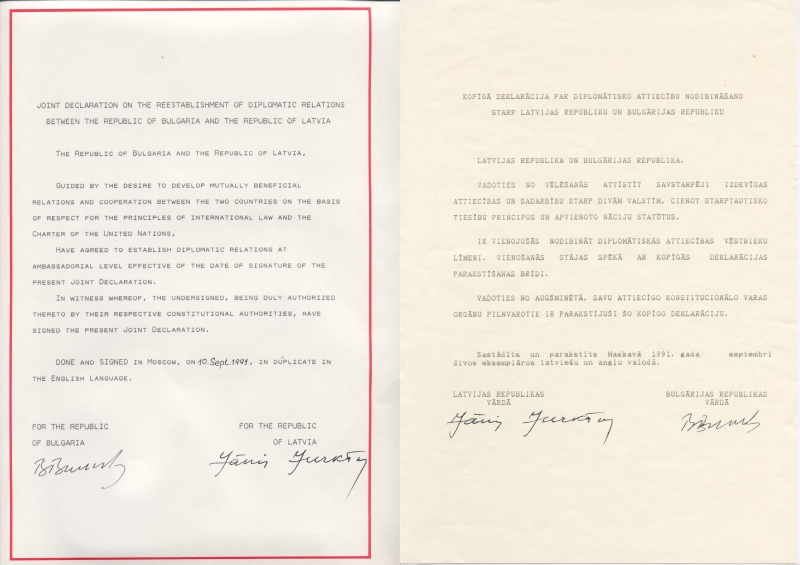 JOINT DECLARATION ON THE REESTABLISHMENT OF DIPLOMATIC RELATIONS
BETWEEN THE REPUBLIC OF BULGARIA AND THE REPUBLIC OF LATVIA
THE REPUBLIC OF BULGARIA AND THE REPUBLIC OF LATVIA,
GUIDED BY THE DESIRE TO DEVELOP MUTUALLY BENEFICIAL
RELATIONS AND COOPERATION BETWEEN THE TWO COUNTRIES ON THE BASIS
OF RESPECT FOR THE PRINCIPLES OF INTERNATIONAL LAW AND THE
CHARTER OF THE UNITED NATIONS,
HAVE AGREED TO ESTABLISH DIPLOMATIC RELATIONS AT
AMBASSADORIAL LEVEL EFFECTIVE OF THE DATE OF SIGNATURE OF THE
PRESENT JOINT DECLARATION.
IN WITNESS WHEREOF, THE UNDERSIGNED, BEING DULY AUTHORIZED
THERETO BY THEIR RESPECTIVE CONSTITUTIONAL AUTHORITIES, HAVE
SIGNED THE PRESENT JOINT DECLARATION.
DONE AND SIGNED IN MOSCOW, ON 10. Sept. 1991, IN DUPLICATE IN
THE ENGLISH LANGUAGE.
FOR THE REPUBLIC
OF BULGARIA
FOR THE REPUBLIC
OF LATVIA
Jānis Jurkāns
KOPĪGĀ DEKLARĀCIJA PAR DIPLOMĀTISKO ATTIECĪBU NODIBINĀŠANU
STARP LATVIJAS REPUBLIKU UN BULGĀRIJAS REPUBLIKU
LATVIJAS REPUBLIKA UN BULGĀRIJAS REPUBLIKA.
VADOTIES NO VĒLĒŠANĀS ATTĪSTĪT SAVSTARPĒJI IZDEVĪGAS
ATTIECĪBAS UN SADARBĪBU STARP DIVĀM VALSTĪM, CIENOT STARPTAUTISKO
TIESĪBU PRINCIPUS UN APVIENOTO NĀCIJU STATŪTUS.
IR VIENOJUŠĀS NODIBINĀT DIPLOMĀTISKĀS ATTIECĪBAS VĒSTNIEKU
LĪMENĪ. VIENOŠANĀS STĀJAS SPĒKĀ AR KOPĪGĀS DEKLARĀCIJAS
PARAKSTĪŠANAS BRĪDI.
VADOTIES NO AUGŠMINĒTĀ, SAVU ATTIECĪGO KONSTITUCIONĀLO VARAS
ORGĀNU PILNVAROTIE IR PARAKSTĪJUŠI ŠO KOPĪGO DEKLARĀCIJU.
Sastādīts un parakstīts Maskavā 1991. gada septembrī
divos eksemplāros latviešu un angļu valodā.
LATVIJAS REPUBLIKAS
VĀRDĀ
BULGĀRIJAS REPUBLIKAS
VĀRDĀ
Jānis Jurkāns